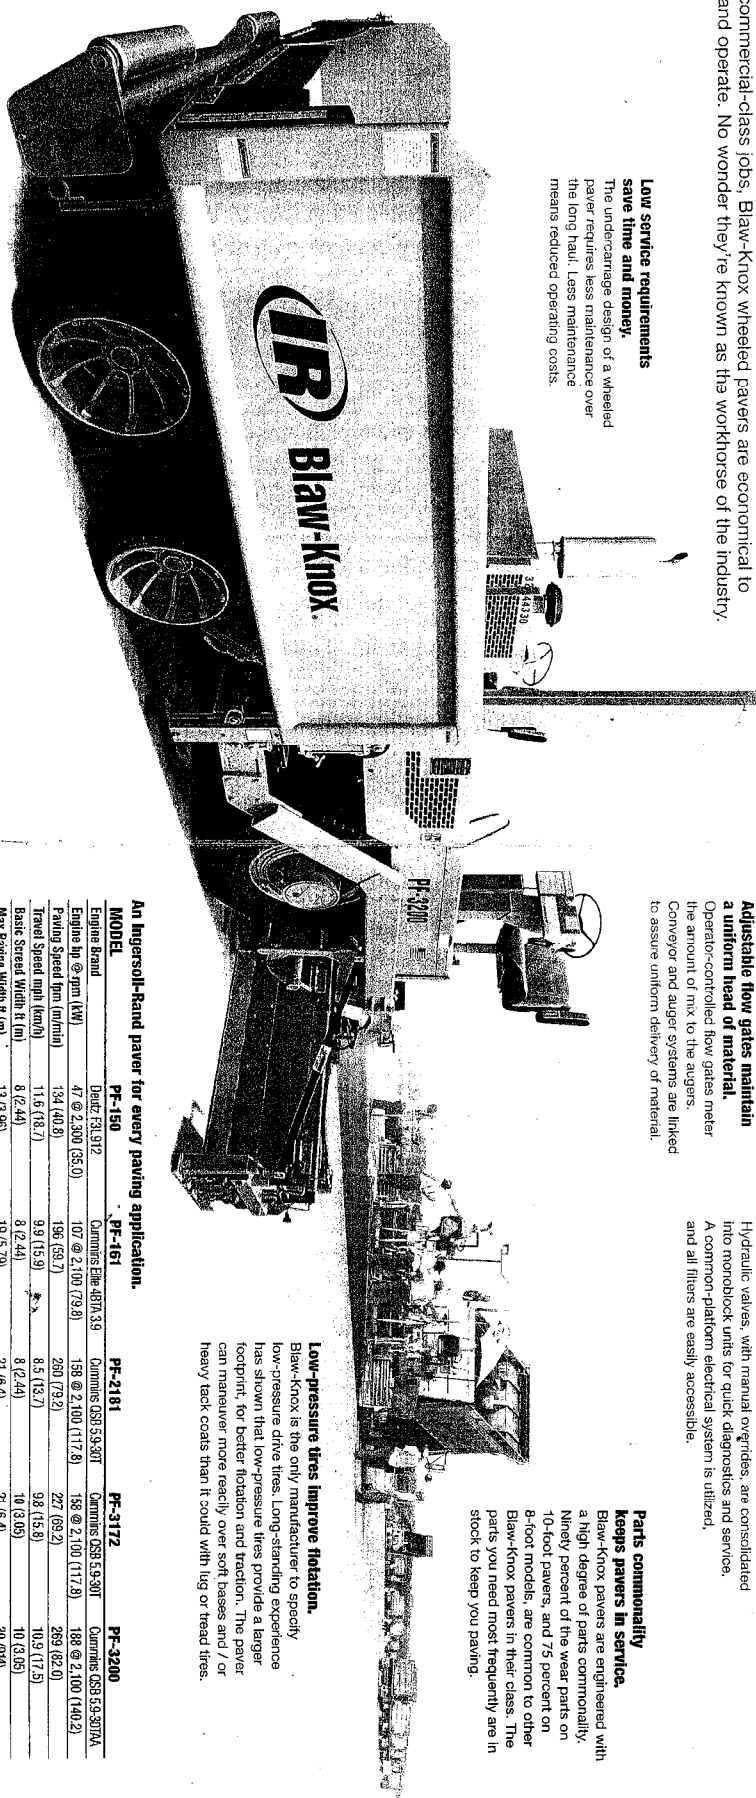 commercial-class jobs, Blaw-Knox wheeled pavers are economical to
and operate. No wonder they're known as the workhorse of the industry.
Low service requirements
save time and money.
The undercarriage design of a wheeled
paver requires less maintenance over
the long haul. Less maintenance
means reduced operating costs.
Adjustable flow gates maintain
a uniform head of material.
Operator-controlled flow gates meter
the amount of mix to the augers.
Conveyor and auger systems are linked
to assure uniform delivery of material.
Hydraulic valves, with manual overrides, are consolidated
into monoblock units for quick diagnostics and service.
A common-platform electrical system is utilized,
and all filters are easily accessible.
Parts commonality
keeps pavers in service.
Blaw-Knox pavers are engineered with
a high degree of parts commonality.
Ninety percent of the wear parts on
10-foot pavers, and 75 percent on
8-foot models, are common to other
Blaw-Knox pavers in their class. The
parts you need most frequently are in
stock to keep you paving.
IR Blaw-Knox®
PF-3200
Low-pressure tires improve flotation.
Blaw-Knox is the only manufacturer to specify
low-pressure drive tires. Long-standing experience
has shown that low-pressure tires provide a larger
footprint, for better flotation and traction. The paver
can maneuver more readily over soft bases and / or
heavy tack coats than it could with lug or tread tires.
An Ingersoll-Rand paver for every paving application.
MODEL PF-150 PF-161 PF-2181 PF-3172 PF-3200
Engine Brand Deutz F3L912 Cummins Elite 4BTA 3.9 Cummins QSB 5.9-30T Cummins QSB 5.9-30T Cummins QSB 5.9-30TAA
Engine hp @ rpm (kW) 47 @ 2,300 (35.0) 107 @ 2,100 (79.8) 158 @ 2,100 (117.8) 158 @ 2,100 (117.8) 188 @ 2,100 (140.2)
Paving Speed fpm (m/min) 134 (40.8) 196 (59.7) 260 (79.2) 227 (69.2) 269 (82.0)
Travel Speed mph (km/h) 11.6 (18.7) 9.9 (15.9) 8.5 (13.7) 9.8 (15.8) 10.9 (17.5)
Basic Screed Width ft (m) 8 (2.44) 8 (2.44) 8 (2.44) 10 (3.05) 10 (3.05)
Max Paving Width ft (m) 13 (3.96) 19 (5.79) 21 (6.4) 21 (6.4)